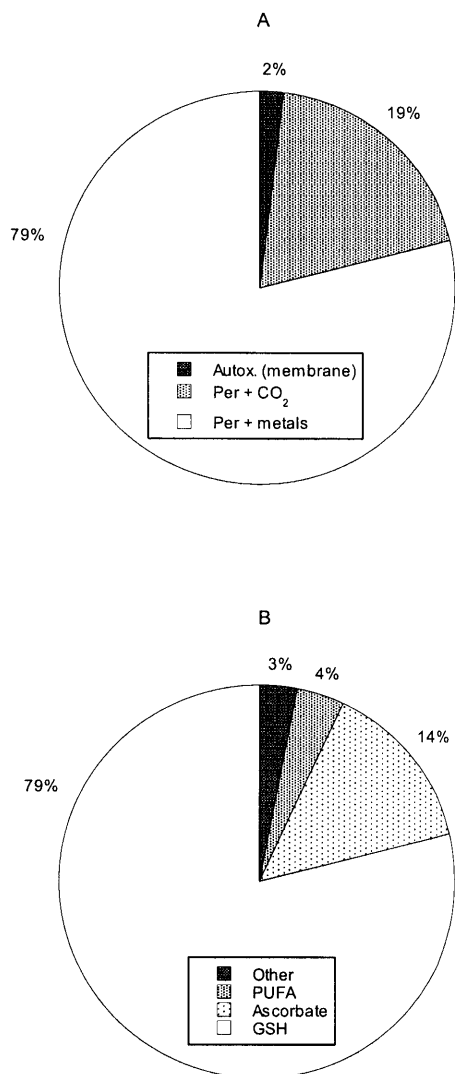 A
2%
19%
79%
Autox. (membrane)
Per + CO₂
Per + metals
B
3%
4%
14%
79%
Other
PUFA
Ascorbate
GSH